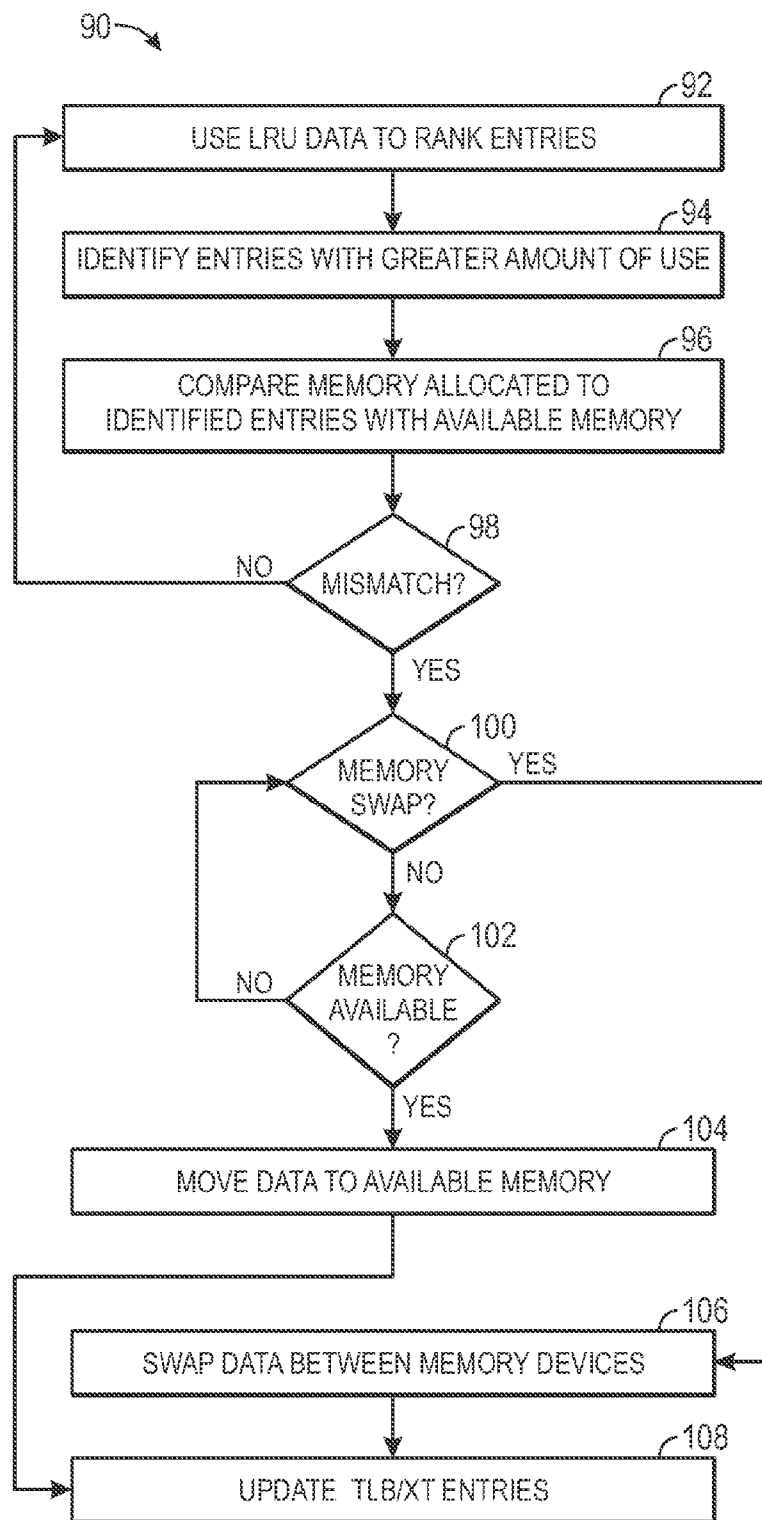 90
92
USE LRU DATA TO RANK ENTRIES
94
IDENTIFY ENTRIES WITH GREATER AMOUNT OF USE
96
COMPARE MEMORY ALLOCATED TO
IDENTIFIED ENTRIES WITH AVAILABLE MEMORY
98
NO
MISMATCH?
YES
100
MEMORY
SWAP?
YES
NO
102
NO
MEMORY
AVAILABLE
?
YES
104
MOVE DATA TO AVAILABLE MEMORY
106
SWAP DATA BETWEEN MEMORY DEVICES
108
UPDATE TLB/XT ENTRIES